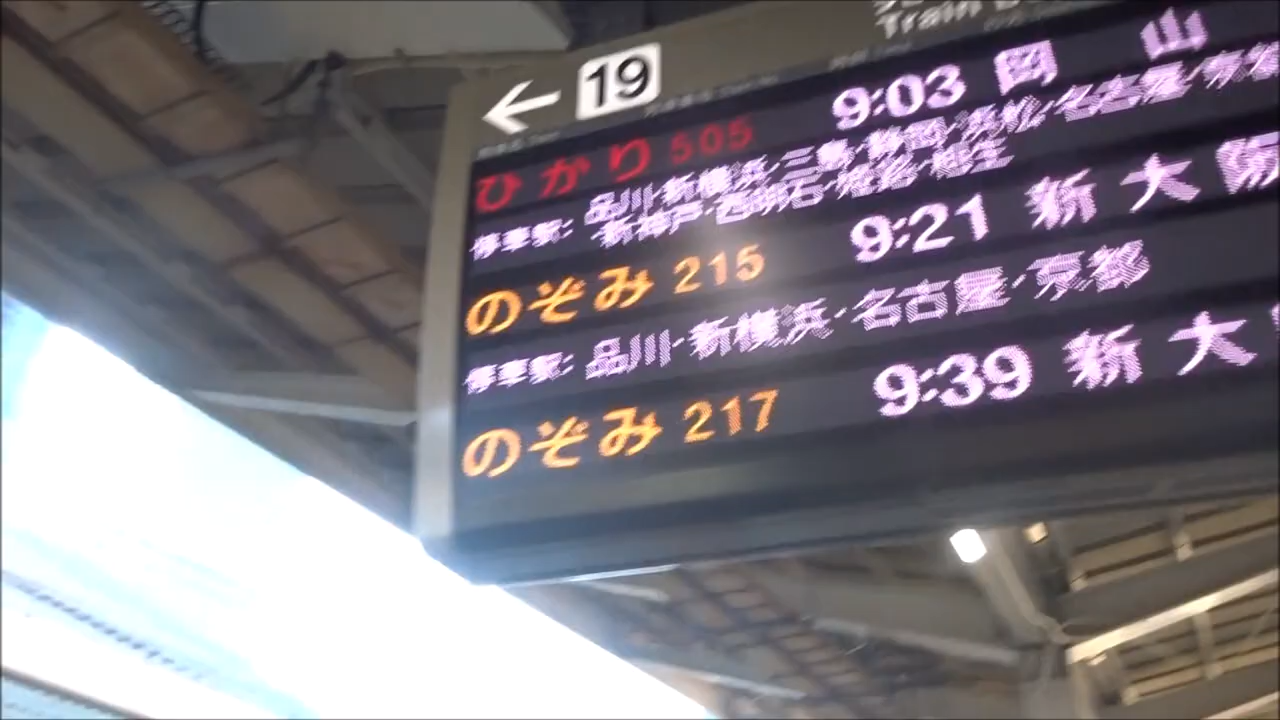 ← 19
Train
ひかり 505 9:03 岡山
停車駅: 品川・新横浜・三島・静岡・浜松・名古屋・京都
新神戸・西明石・姫路・相生
のぞみ 215 9:21 新大阪
停車駅: 品川・新横浜・名古屋・京都
のぞみ 217 9:39 新大